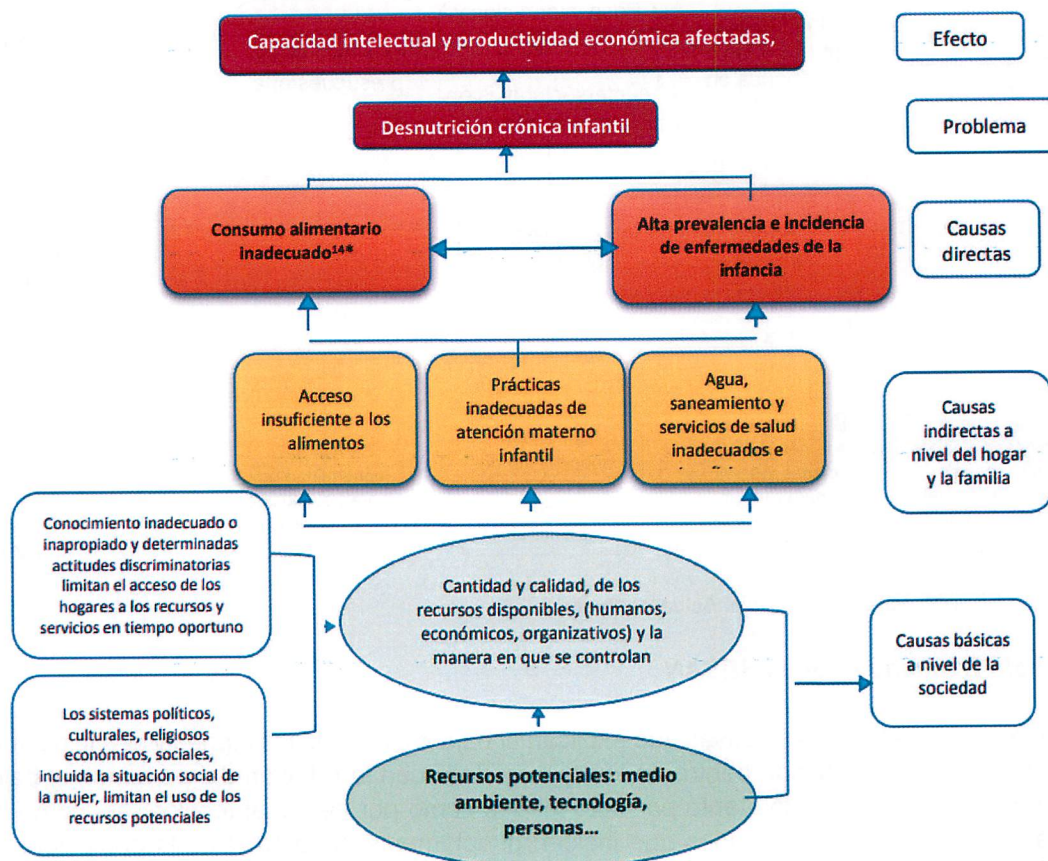 Capacidad intelectual y productividad económica afectadas,
Efecto
Desnutrición crónica infantil
Problema
Consumo alimentario
inadecuado¹⁴*
Alta prevalencia e incidencia
de enfermedades de la
infancia
Causas
directas
Acceso
insuficiente a los
alimentos
Prácticas
inadecuadas de
atención materno
infantil
Agua,
saneamiento y
servicios de salud
inadecuados e
Causas
indirectas a
nivel del hogar
y la familia
Conocimiento inadecuado o
inapropiado y determinadas
actitudes discriminatorias
limitan el acceso de los
hogares a los recursos y
servicios en tiempo oportuno
Cantidad y calidad, de los
recursos disponibles, (humanos,
económicos, organizativos) y la
manera en que se controlan
Causas básicas
a nivel de la
sociedad
Los sistemas políticos,
culturales, religiosos
económicos, sociales,
incluida la situación social de
la mujer, limitan el uso de los
recursos potenciales
Recursos potenciales: medio
ambiente, tecnología,
personas...